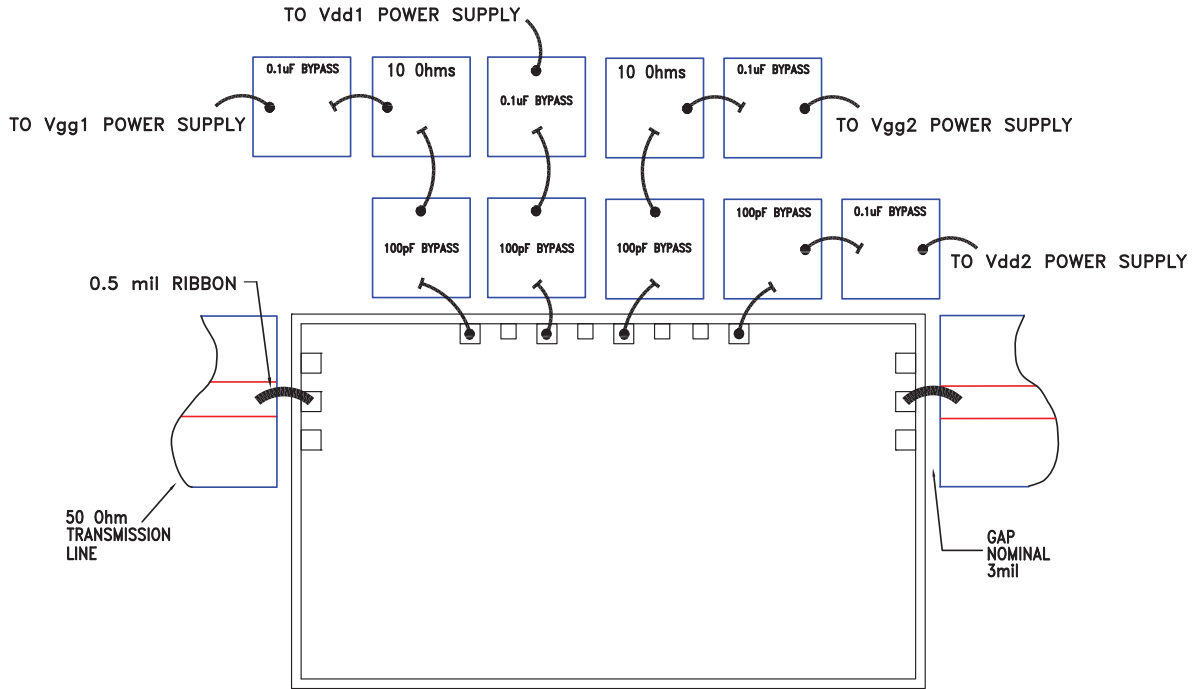 TO Vdd1 POWER SUPPLY
0.1uF BYPASS
10 Ohms
0.1uF BYPASS
10 Ohms
0.1uF BYPASS
TO Vgg1 POWER SUPPLY
TO Vgg2 POWER SUPPLY
100pF BYPASS
100pF BYPASS
100pF BYPASS
100pF BYPASS
0.1uF BYPASS
TO Vdd2 POWER SUPPLY
0.5 mil RIBBON
50 Ohm
TRANSMISSION
LINE
GAP
NOMINAL
3mil